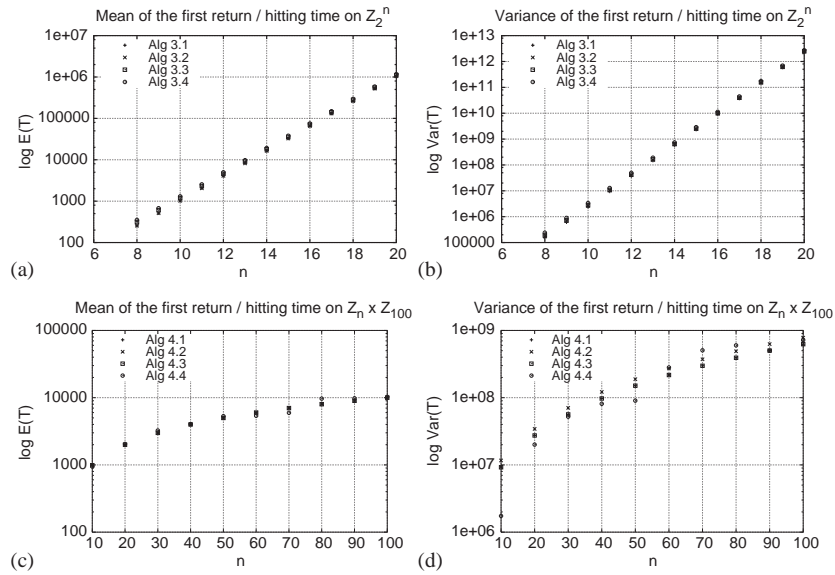 Mean of the first return / hitting time on Z_2^n
1e+07
1e+06
100000
10000
1000
100
log E(T)
Alg 3.1
Alg 3.2
Alg 3.3
Alg 3.4
6 8 10 12 14 16 18 20
n
(a)
Variance of the first return / hitting time on Z_2^n
1e+13
1e+12
1e+11
1e+10
1e+09
1e+08
1e+07
1e+06
100000
log Var(T)
Alg 3.1
Alg 3.2
Alg 3.3
Alg 3.4
6 8 10 12 14 16 18 20
n
(b)
Mean of the first return / hitting time on Z_n x Z_100
100000
10000
1000
100
log E(T)
Alg 4.1
Alg 4.2
Alg 4.3
Alg 4.4
10 20 30 40 50 60 70 80 90 100
n
(c)
Variance of the first return / hitting time on Z_n x Z_100
1e+09
1e+08
1e+07
1e+06
log Var(T)
Alg 4.1
Alg 4.2
Alg 4.3
Alg 4.4
10 20 30 40 50 60 70 80 90 100
n
(d)